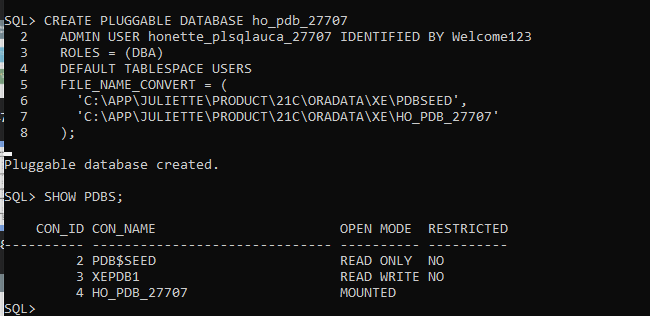 SQL> CREATE PLUGGABLE DATABASE ho_pdb_27707
  2    ADMIN USER honette_plsqlauca_27707 IDENTIFIED BY Welcome123
  3    ROLES = (DBA)
  4    DEFAULT TABLESPACE USERS
  5    FILE_NAME_CONVERT = (
  6      'C:\APP\JULIETTE\PRODUCT\21C\ORADATA\XE\PDBSEED',
  7      'C:\APP\JULIETTE\PRODUCT\21C\ORADATA\XE\HO_PDB_27707'
  8    );
Pluggable database created.
SQL> SHOW PDBS;
    CON_ID CON_NAME                       OPEN MODE  RESTRICTED
---------- ------------------------------ ---------- ----------
         2 PDB$SEED                       READ ONLY  NO
         3 XEPDB1                         READ WRITE NO
         4 HO_PDB_27707                   MOUNTED
SQL>